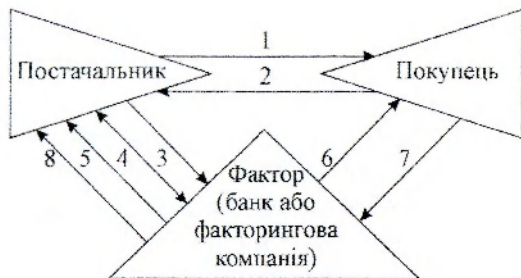 1
Постачальник
2
Покупець
8
5
4
3
6
7
Фактор
(банк або
факторингова
компанія)